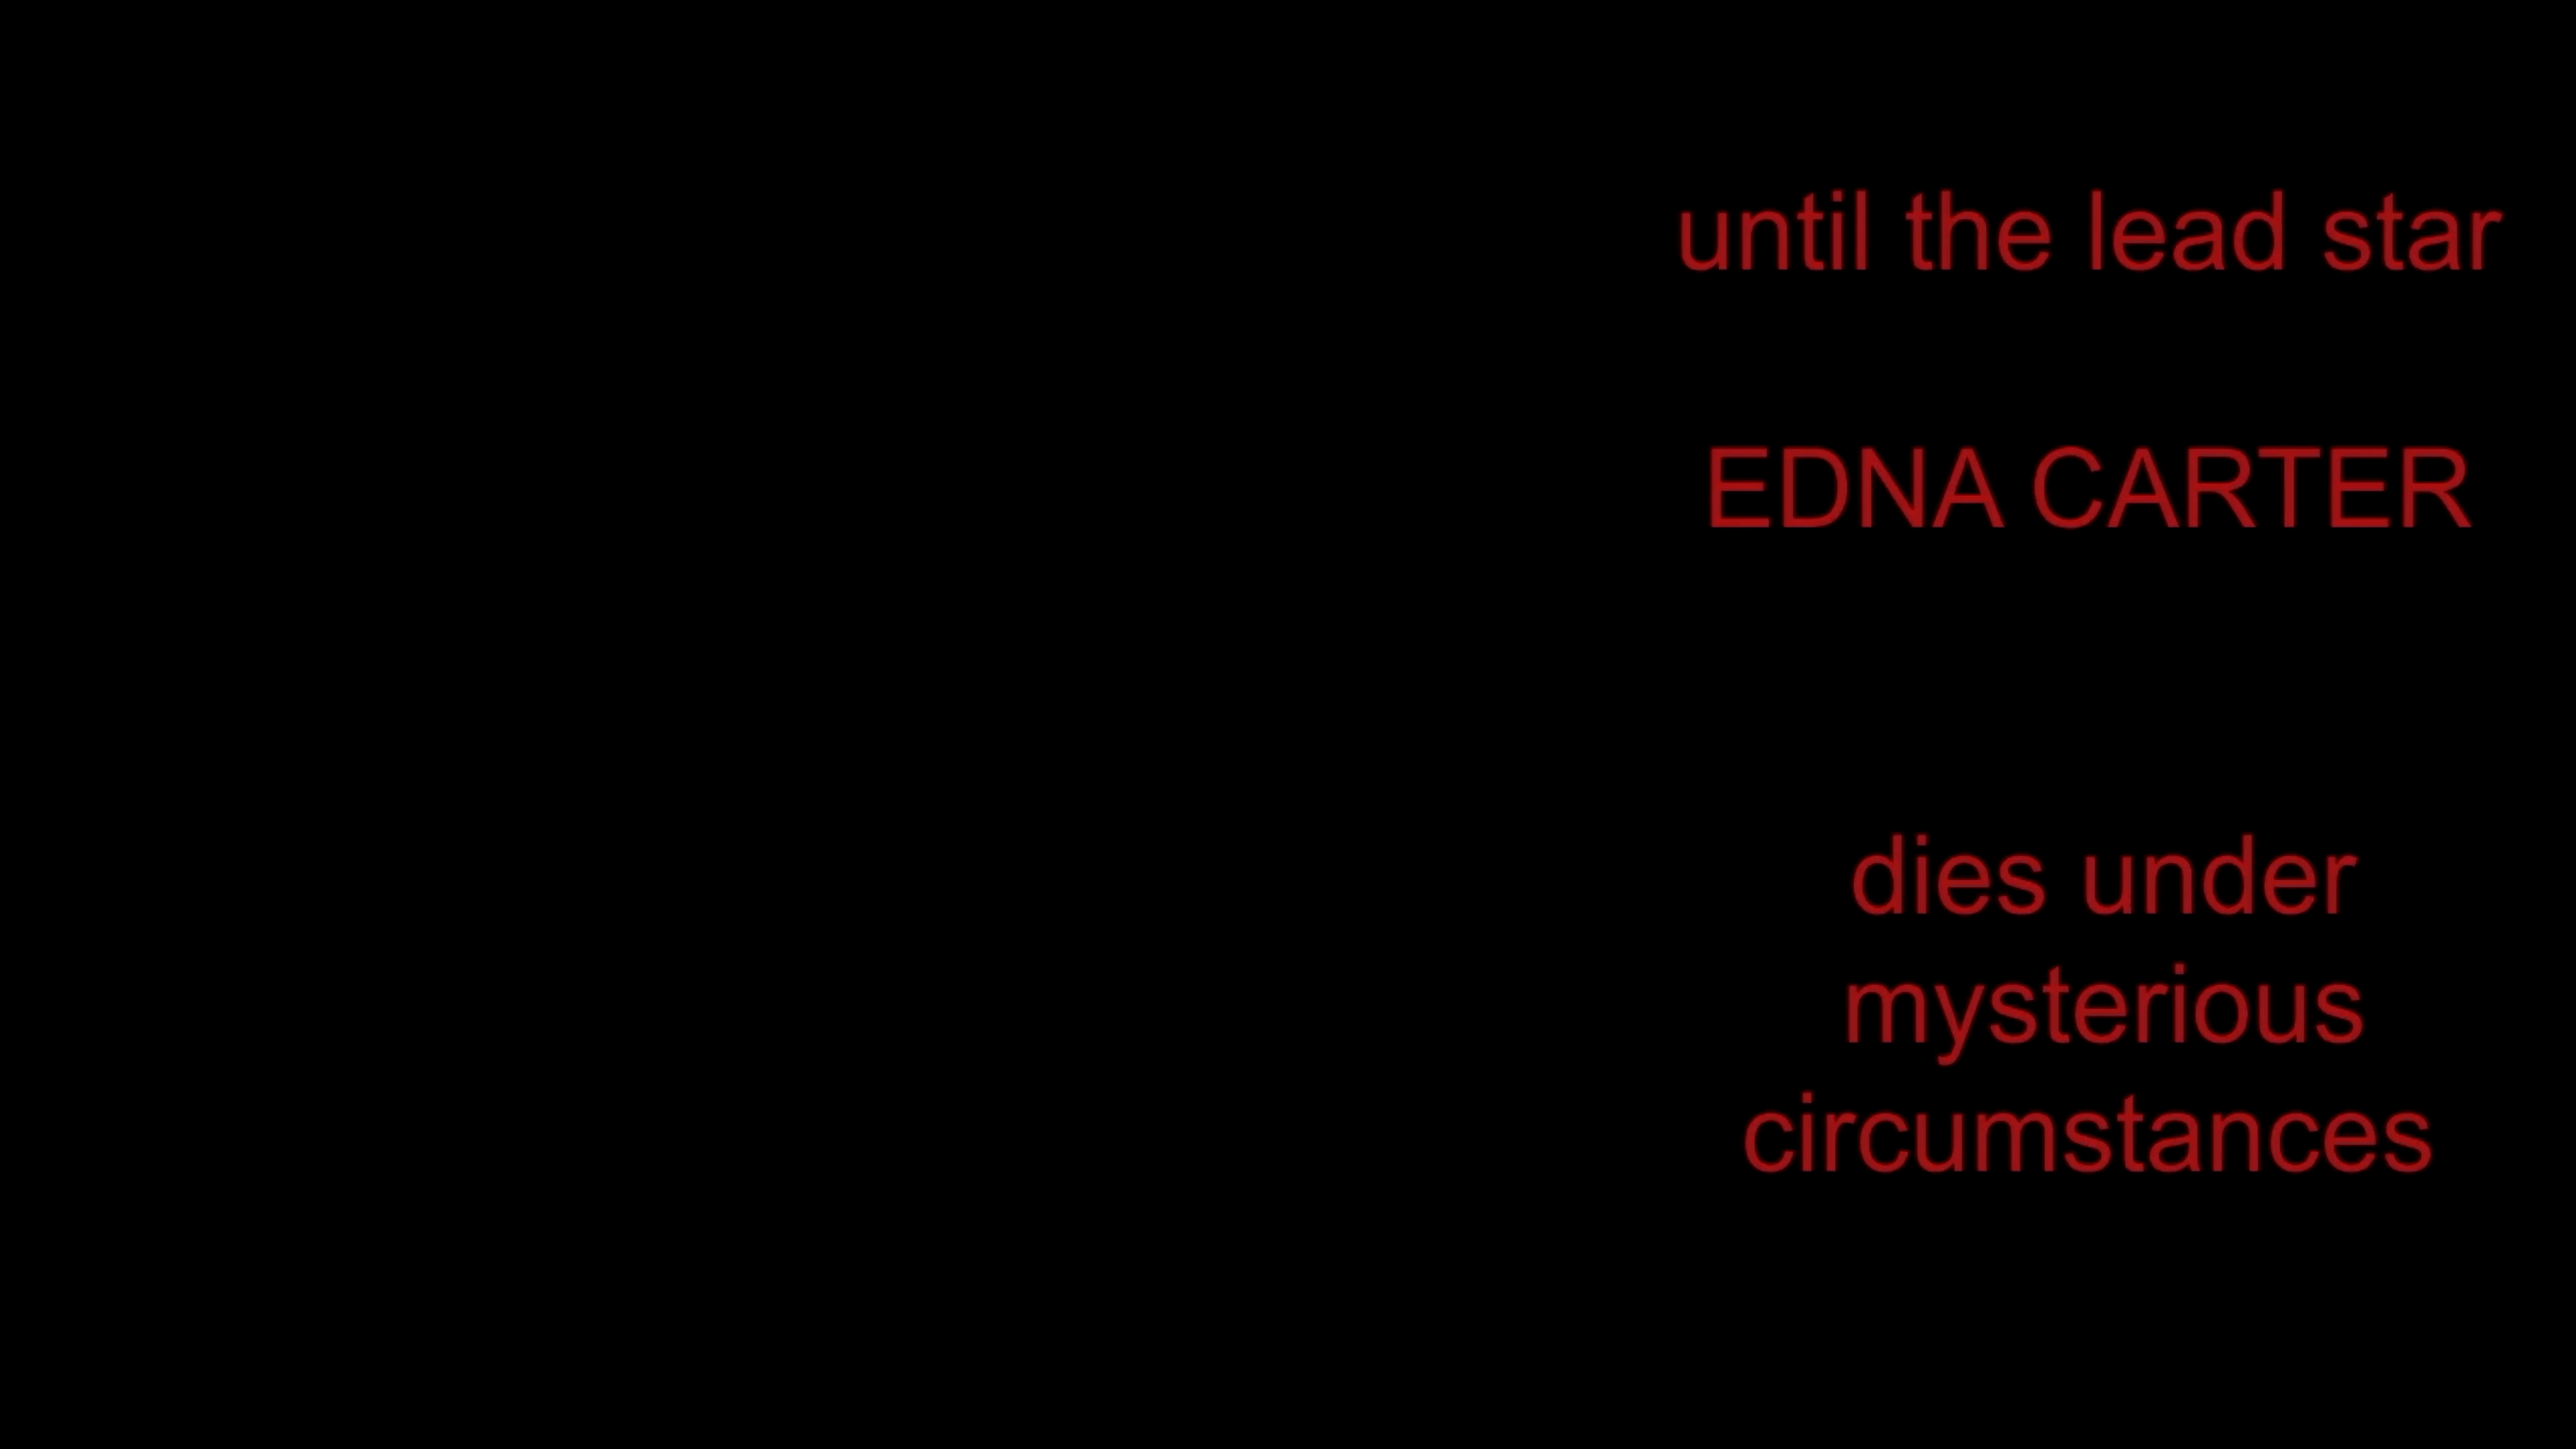 until the lead star
EDNA CARTER
dies under
mysterious
circumstances